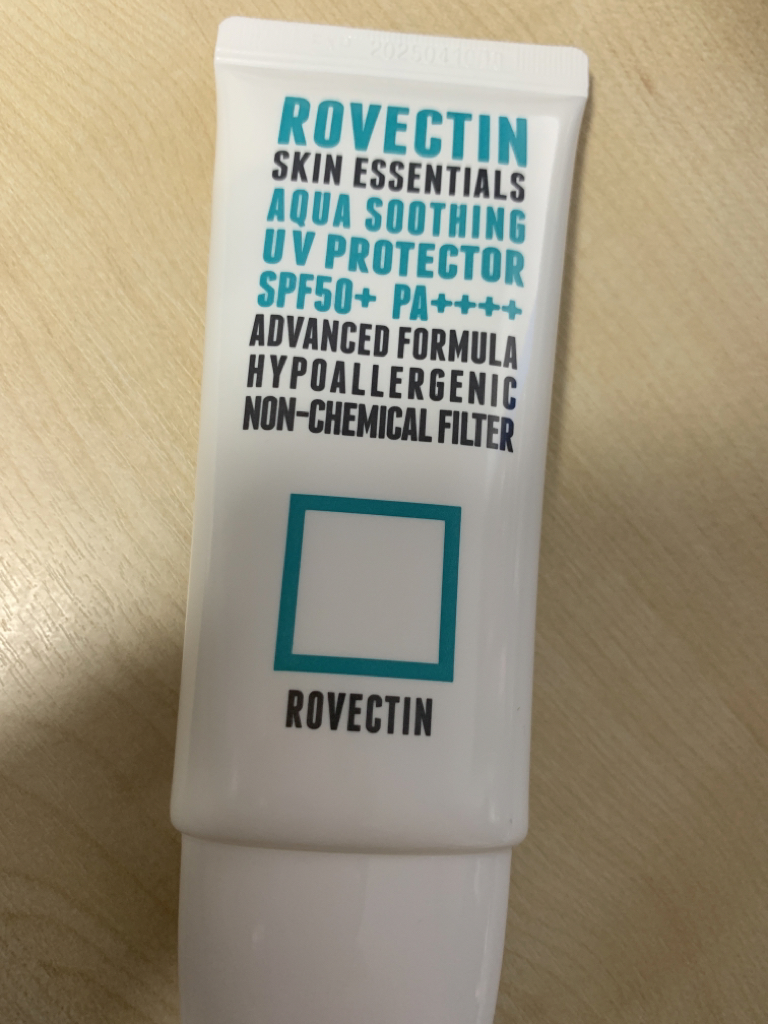 ROVECTIN
SKIN ESSENTIALS
AQUA SOOTHING
UV PROTECTOR
SPF50+ PA++++
ADVANCED FORMULA
HYPOALLERGENIC
NON-CHEMICAL FILTER
ROVECTIN